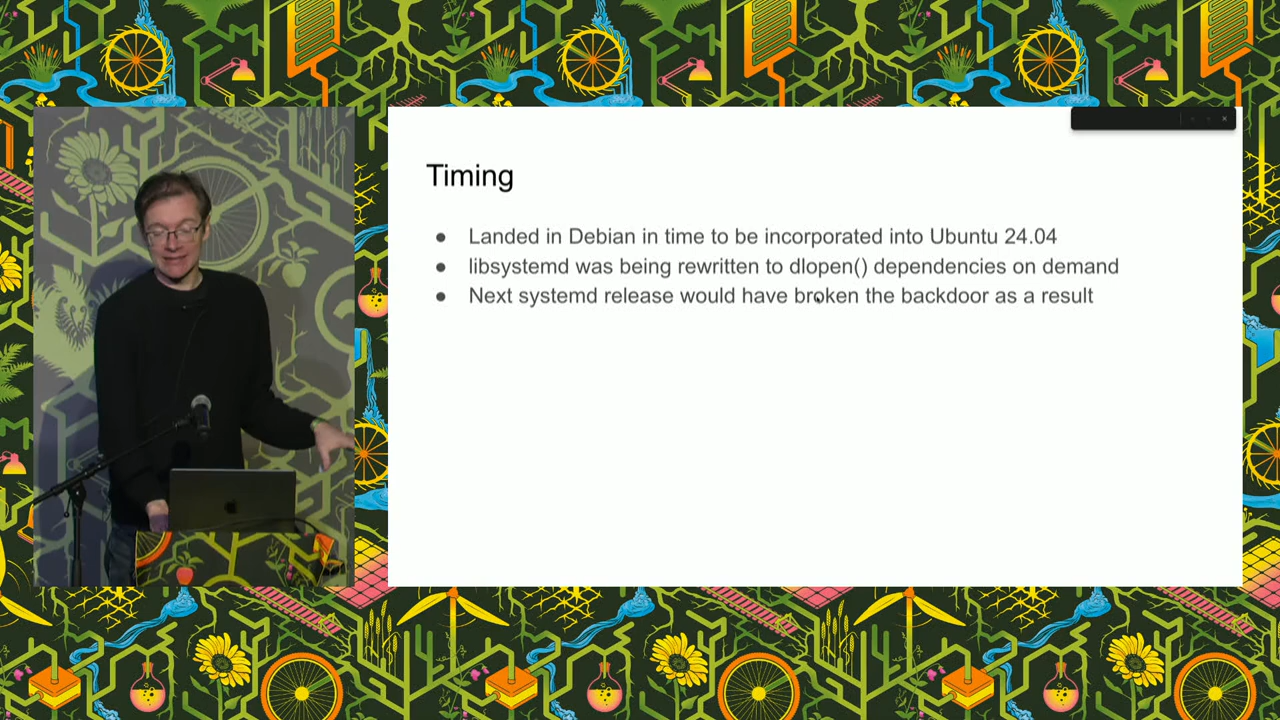 Timing
● Landed in Debian in time to be incorporated into Ubuntu 24.04
● libsystemd was being rewritten to dlopen() dependencies on demand
● Next systemd release would have broken the backdoor as a result